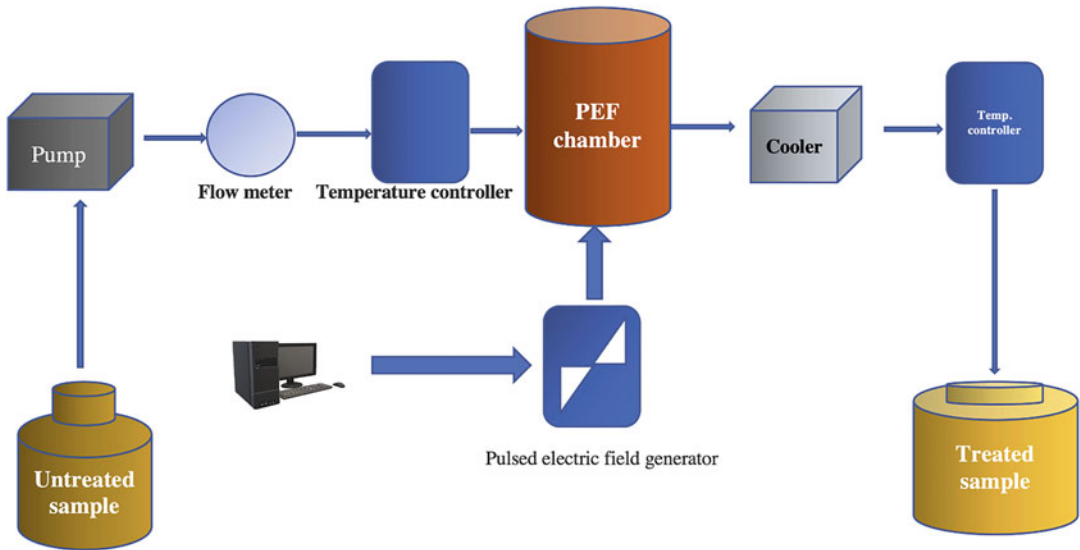 Pump
Flow meter
Temperature controller
PEF
chamber
Cooler
Temp.
controller
Pulsed electric field generator
Untreated
sample
Treated
sample